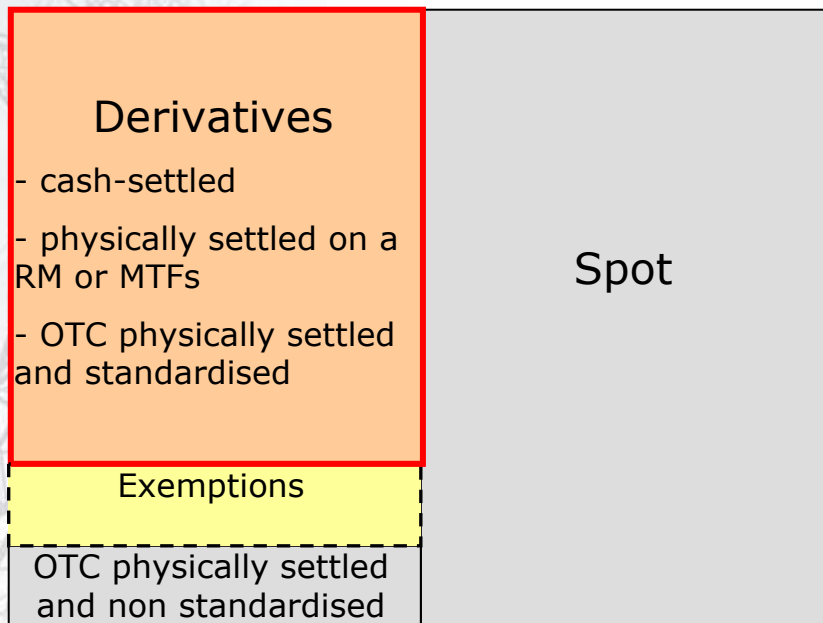 Derivatives
- cash-settled
- physically settled on a
RM or MTFs
- OTC physically settled
and standardised
Exemptions
OTC physically settled
and non standardised
Spot